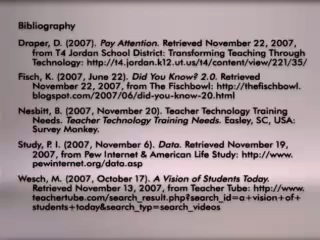 Bibliography
Draper, D. (2007). Pay Attention. Retrieved November 22, 2007,
from T4 Jordan School District: Transforming Teaching Through
Technology: http://t4.jordan.k12.ut.us/t4/content/view/221/35/
Fisch, K. (2007, June 22). Did You Know? 2.0. Retrieved
November 22, 2007, from The Fischbowl: http://thefischbowl.
blogspot.com/2007/06/did-you-know-20.html
Nesbitt, B. (2007, November 20). Teacher Technology Training
Needs. Teacher Technology Training Needs. Easley, SC, USA:
Survey Monkey.
Study, P. I. (2007, November 6). Data. Retrieved November 19,
2007, from Pew Internet & American Life Study: http://www.
pewinternet.org/data.asp
Wesch, M. (2007, October 17). A Vision of Students Today.
Retrieved November 13, 2007, from Teacher Tube: http://www.
teachertube.com/search_result.php?search_id=a+vision+of+
students+today&search_typ=search_videos